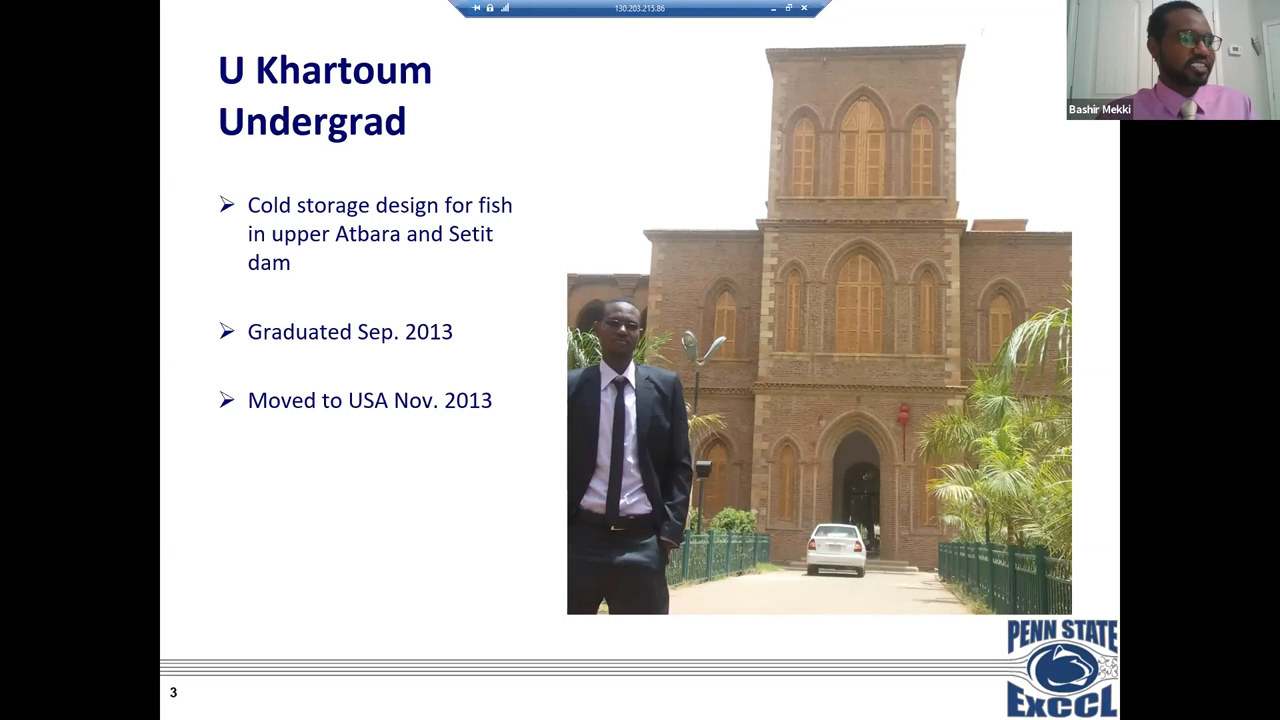 130.203.215.86
Bashir Mekki
U Khartoum
Undergrad
Cold storage design for fish
in upper Atbara and Setit
dam
Graduated Sep. 2013
Moved to USA Nov. 2013
PENN STATE
ExCCL
3